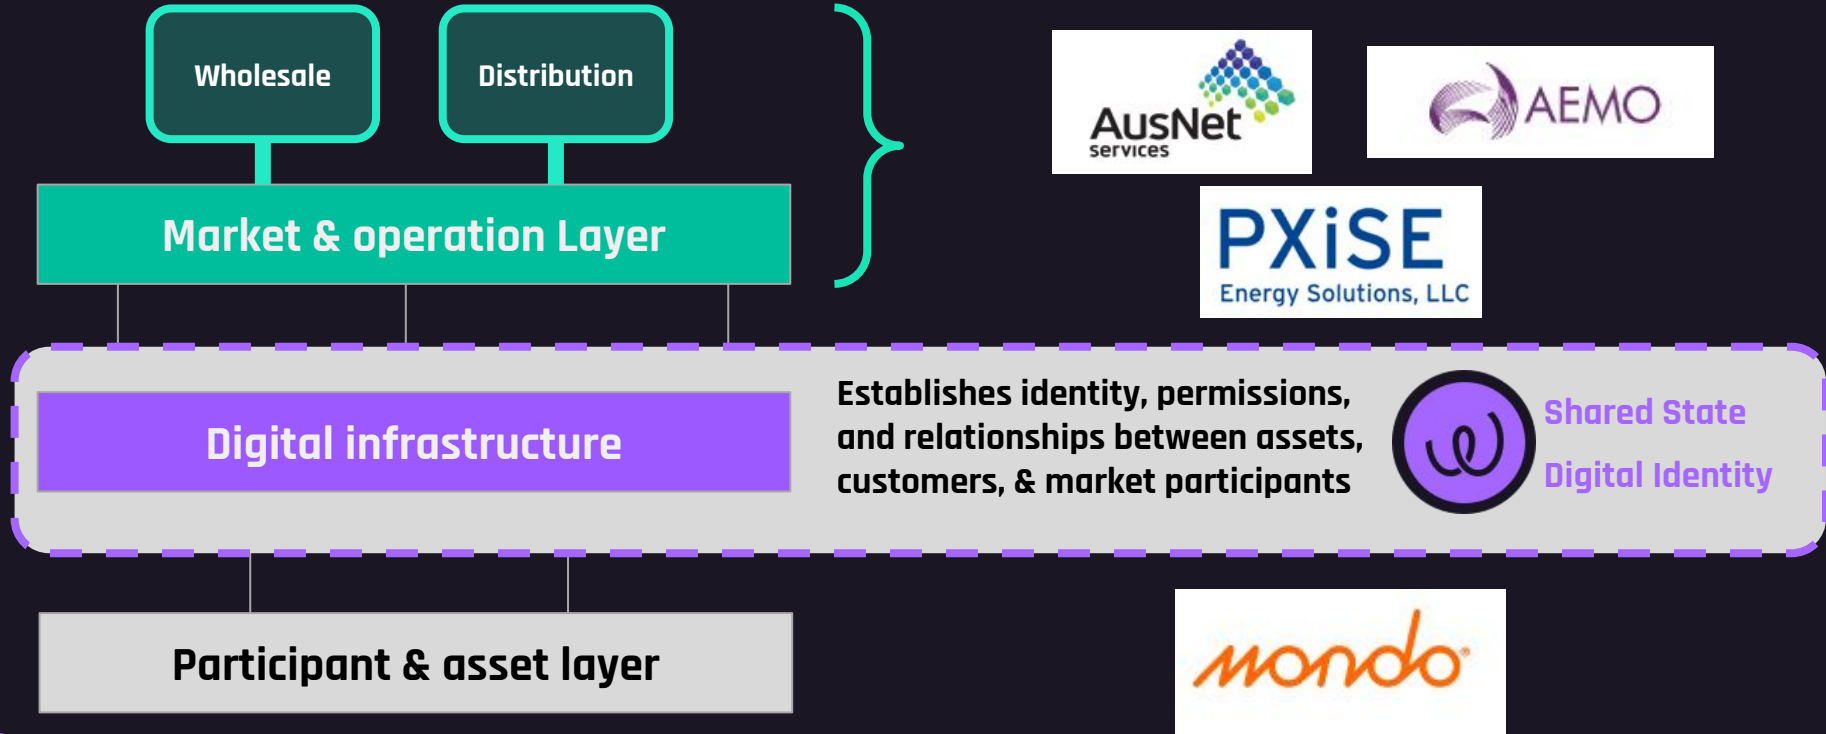 Wholesale
Distribution
Market & operation Layer
AusNet
services
AEMO
PXiSE
Energy Solutions, LLC
Digital infrastructure
Establishes identity, permissions,
and relationships between assets,
customers, & market participants
Shared State
Digital Identity
Participant & asset layer
mondo®